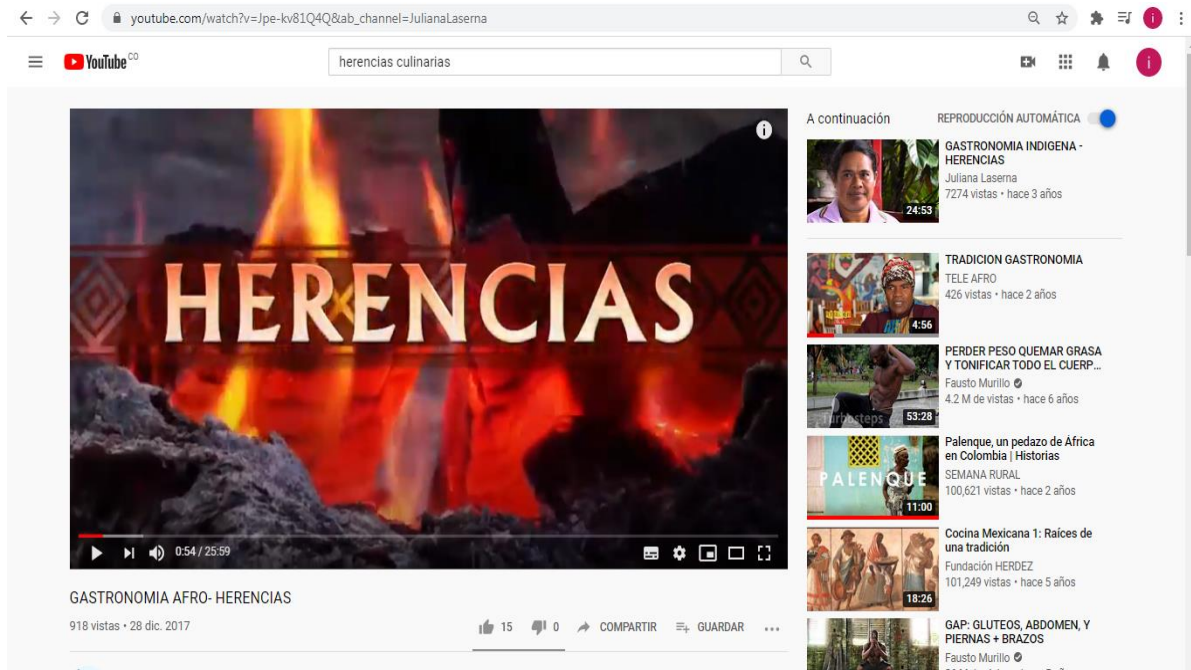 youtube.com/watch?v=Jpe-kv81Q4Q&ab_channel=JulianaLaserna
i
YouTube CO
herencias culinarias
i
HERENCIAS
0:54 / 25:59
GASTRONOMIA AFRO- HERENCIAS
918 vistas • 28 dic. 2017
15
0
COMPARTIR
GUARDAR
A continuación
REPRODUCCIÓN AUTOMÁTICA
24:53
GASTRONOMIA INDIGENA -
HERENCIAS
Juliana Laserna
7274 vistas • hace 3 años
4:56
TRADICION GASTRONOMIA
TELE AFRO
426 vistas • hace 2 años
turbosteps
53:28
PERDER PESO QUEMAR GRASA
Y TONIFICAR TODO EL CUERP...
Fausto Murillo
4.2 M de vistas • hace 6 años
PALENQUE
11:00
Palenque, un pedazo de África
en Colombia | Historias
SEMANA RURAL
100,621 vistas • hace 2 años
18:26
Cocina Mexicana 1: Raíces de
una tradición
Fundación HERDEZ
101,249 vistas • hace 5 años
GAP: GLUTEOS, ABDOMEN, Y
PIERNAS + BRAZOS
Fausto Murillo